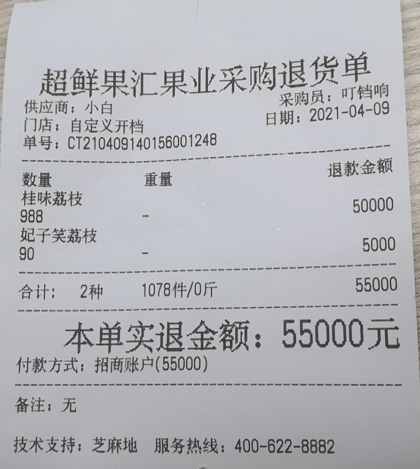 超鲜果汇果业采购退货单
供应商：小白 采购员：叮铛响
门店：自定义开档 日期：2021-04-09
单号：CT210409140156001248
数量 重量 退款金额
桂味荔枝
988 - 50000
妃子笑荔枝
90 - 5000
合计： 2种 1078件/0斤 55000
本单实退金额：55000元
付款方式：招商账户(55000)
备注：无
技术支持：芝麻地 服务热线：400-622-8882